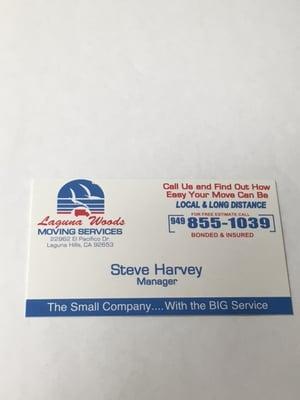 Laguna Woods
MOVING SERVICES
22962 El Pacifico Dr.
Laguna Hills, CA 92653
Call Us and Find Out How
Easy Your Move Can Be
LOCAL & LONG DISTANCE
FOR FREE ESTIMATE CALL
949 855-1039
BONDED & INSURED
Steve Harvey
Manager
The Small Company....With the BIG Service